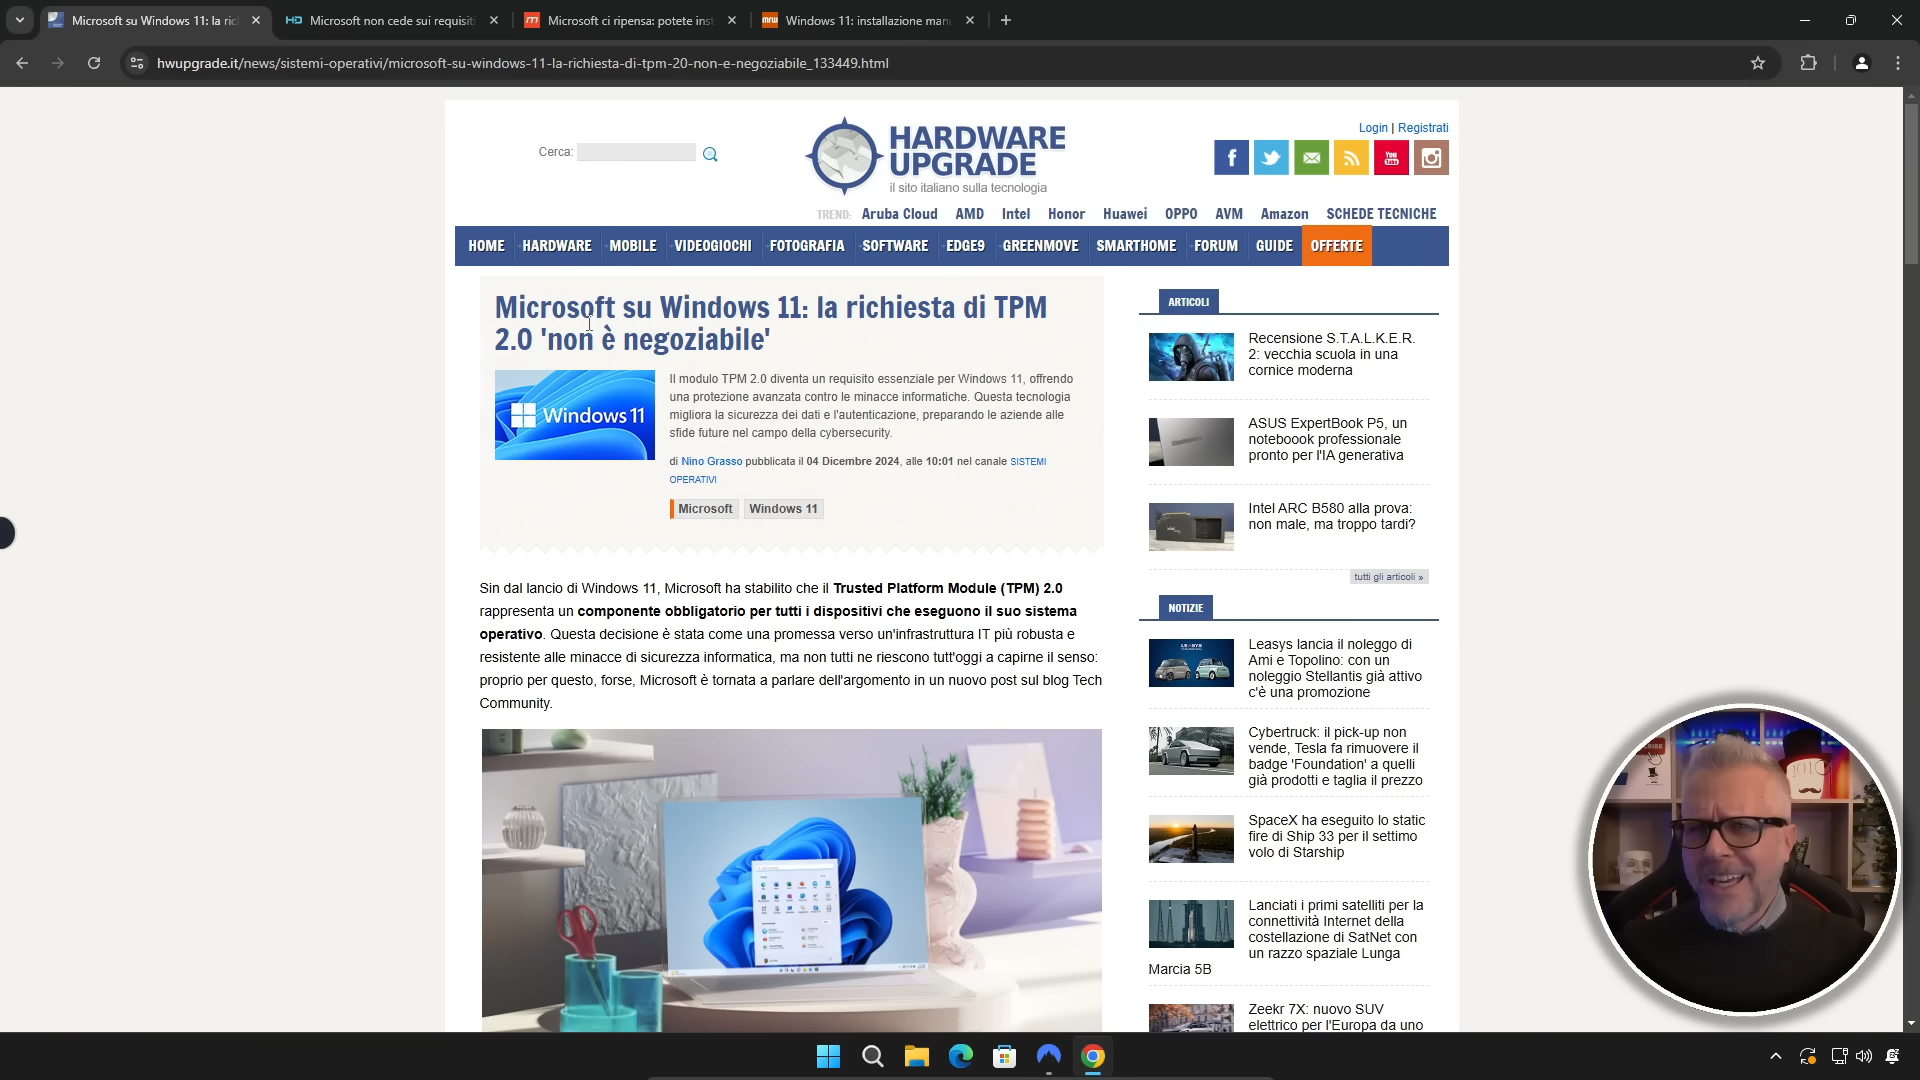 Microsoft su Windows 11: la ric
Microsoft non cede sui requisiti
Microsoft ci ripensa: potete inst
Windows 11: installazione manu
hwupgrade.it/news/sistemi-operativi/microsoft-su-windows-11-la-richiesta-di-tpm-20-non-e-negoziabile_133449.html
Login | Registrati
Cerca:
HARDWARE
UPGRADE
il sito italiano sulla tecnologia
TREND: Aruba Cloud AMD Intel Honor Huawei OPPO AVM Amazon SCHEDE TECNICHE
HOME HARDWARE MOBILE VIDEOGIOCHI FOTOGRAFIA SOFTWARE EDGE9 GREENMOVE SMARTHOME FORUM GUIDE OFFERTE
Microsoft su Windows 11: la richiesta di TPM
2.0 'non è negoziabile'
Windows 11
Il modulo TPM 2.0 diventa un requisito essenziale per Windows 11, offrendo
una protezione avanzata contro le minacce informatiche. Questa tecnologia
migliora la sicurezza dei dati e l'autenticazione, preparando le aziende alle
sfide future nel campo della cybersecurity.
di Nino Grasso pubblicata il 04 Dicembre 2024, alle 10:01 nel canale SISTEMI
OPERATIVI
Microsoft Windows 11
Sin dal lancio di Windows 11, Microsoft ha stabilito che il Trusted Platform Module (TPM) 2.0
rappresenta un componente obbligatorio per tutti i dispositivi che eseguono il suo sistema
operativo. Questa decisione è stata come una promessa verso un'infrastruttura IT più robusta e
resistente alle minacce di sicurezza informatica, ma non tutti ne riescono tutt'oggi a capirne il senso:
proprio per questo, forse, Microsoft è tornata a parlare dell'argomento in un nuovo post sul blog Tech
Community.
ARTICOLI
Recensione S.T.A.L.K.E.R.
2: vecchia scuola in una
cornice moderna
ASUS ExpertBook P5, un
noteboook professionale
pronto per l'IA generativa
Intel ARC B580 alla prova:
non male, ma troppo tardi?
tutti gli articoli »
NOTIZIE
Leasys lancia il noleggo di
Ami e Topolino: con un
noleggio Stellantis già attivo
c'è una promozione
Cybertruck: il pick-up non
vende, Tesla fa rimuovere il
badge 'Foundation' a quelli
già prodotti e taglia il prezzo
SpaceX ha eseguito lo static
fire di Ship 33 per il settimo
volo di Starship
Lanciati i primi satelliti per la
connettività Internet della
costellazione di SatNet con
un razzo spaziale Lunga
Marcia 5B
Zeekr 7X: nuovo SUV
elettrico per l'Europa da uno